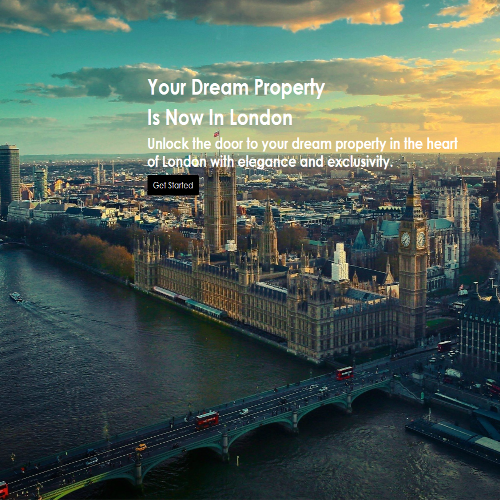 Your Dream Property
Is Now In London
Unlock the door to your dream property in the heart
of London with elegance and exclusivity.
Get Started